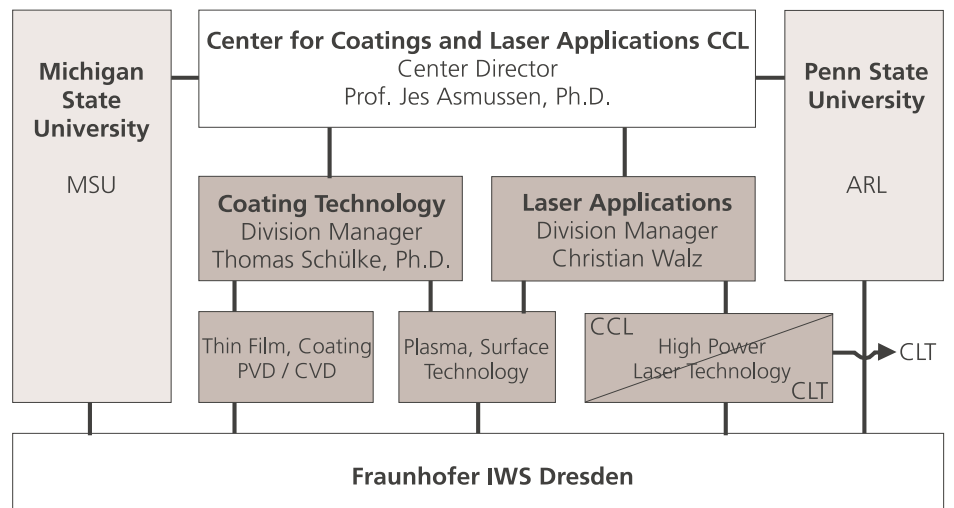 Center for Coatings and Laser Applications CCL
Center Director
Prof. Jes Asmussen, Ph.D.
Michigan
State
University
MSU
Penn State
University
ARL
Coating Technology
Division Manager
Thomas Schülke, Ph.D.
Laser Applications
Division Manager
Christian Walz
Thin Film, Coating
PVD / CVD
Plasma, Surface
Technology
CCL
High Power
Laser Technology
CLT
CLT
Fraunhofer IWS Dresden